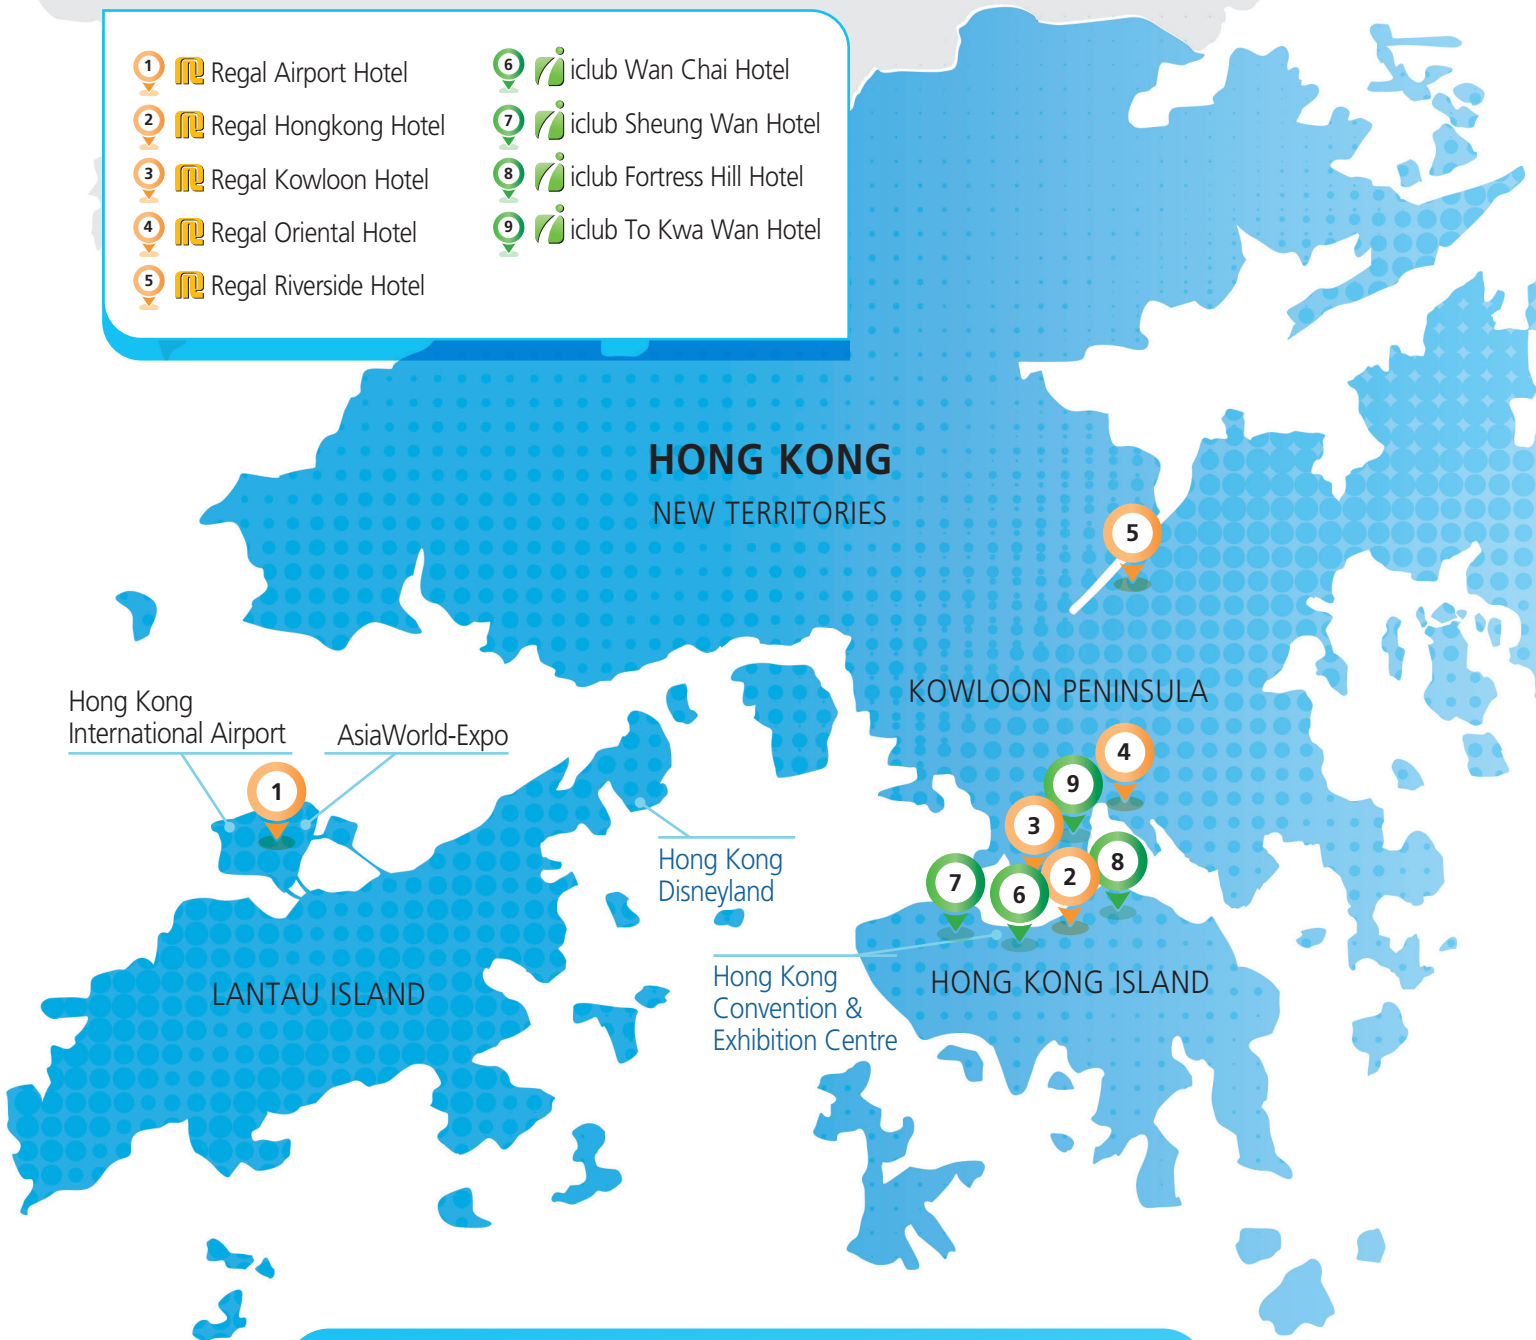 1 Regal Airport Hotel
2 Regal Hongkong Hotel
3 Regal Kowloon Hotel
4 Regal Oriental Hotel
5 Regal Riverside Hotel
6 iclub Wan Chai Hotel
7 iclub Sheung Wan Hotel
8 iclub Fortress Hill Hotel
9 iclub To Kwa Wan Hotel
HONG KONG
NEW TERRITORIES
5
KOWLOON PENINSULA
Hong Kong
International Airport
AsiaWorld-Expo
1
4
9
3
8
2
7
6
Hong Kong
Disneyland
LANTAU ISLAND
Hong Kong
Convention &
Exhibition Centre
HONG KONG ISLAND